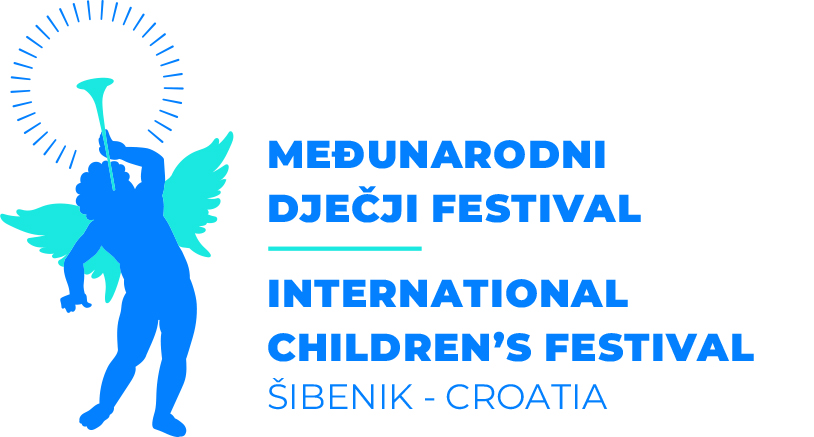 MEĐUNARODNI
DJEČJI FESTIVAL
INTERNATIONAL
CHILDREN’S FESTIVAL
ŠIBENIK - CROATIA